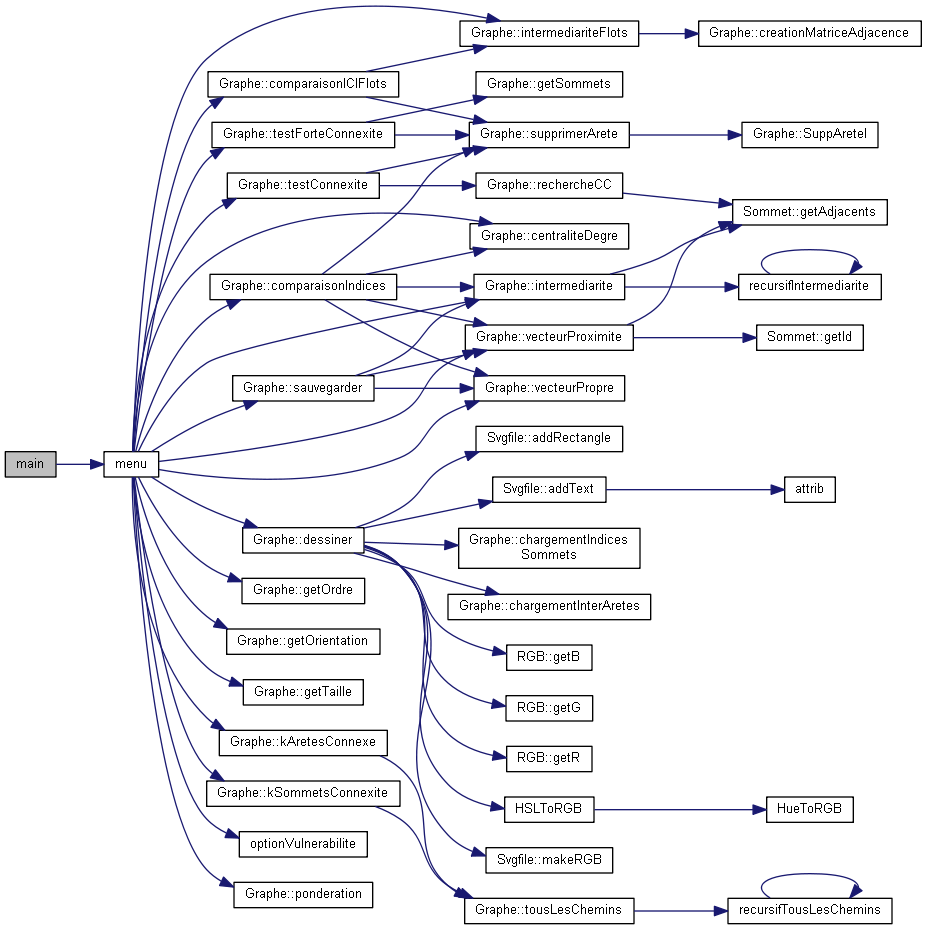 Graphe::intermediariteFlots
Graphe::creationMatriceAdjacence
Graphe::comparaisonICIFlots
Graphe::getSommets
Graphe::testForteConnexite
Graphe::supprimerArete
Graphe::SuppAreteI
Graphe::testConnexite
Graphe::rechercheCC
Sommet::getAdjacents
Graphe::centraliteDegre
Graphe::comparaisonIndices
Graphe::intermediarite
recursifIntermediarite
Graphe::vecteurProximite
Sommet::getId
Graphe::sauvegarder
Graphe::vecteurPropre
Svgfile::addRectangle
main
menu
Svgfile::addText
attrib
Graphe::dessiner
Graphe::chargementIndices
Sommets
Graphe::getOrdre
Graphe::chargementInterAretes
Graphe::getOrientation
RGB::getB
Graphe::getTaille
RGB::getG
Graphe::kAretesConnexe
RGB::getR
Graphe::kSommetsConnexite
HSLToRGB
HueToRGB
optionVulnerabilite
Svgfile::makeRGB
Graphe::ponderation
Graphe::tousLesChemins
recursifTousLesChemins